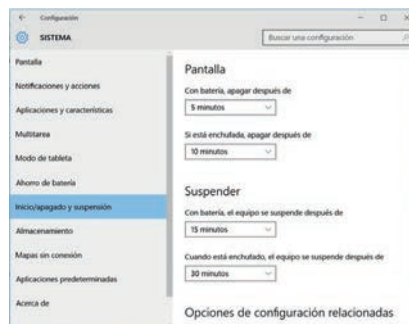 Configuración
SISTEMA
Buscar una configuración
Pantalla
Notificaciones y acciones
Aplicaciones y características
Multitarea
Modo de tableta
Ahorro de batería
Inicio/apagado y suspensión
Almacenamiento
Mapas sin conexión
Aplicaciones predeterminadas
Acerca de
Pantalla
Con batería, apagar después de
5 minutos
Si está enchufada, apagar después de
10 minutos
Suspender
Con batería, el equipo se suspende después de
15 minutos
Cuando está enchufado, el equipo se suspende después de
30 minutos
Opciones de configuración relacionadas